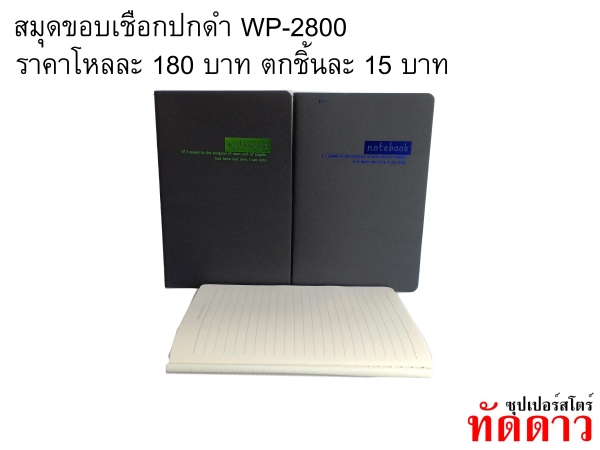 สมุดขอบเชือกปกดำ WP-2800
ราคาโหลละ 180 บาท ตกชิ้นละ 15 บาท
notebook
notebook
ซุปเปอร์สโตร์
ทัดดาว